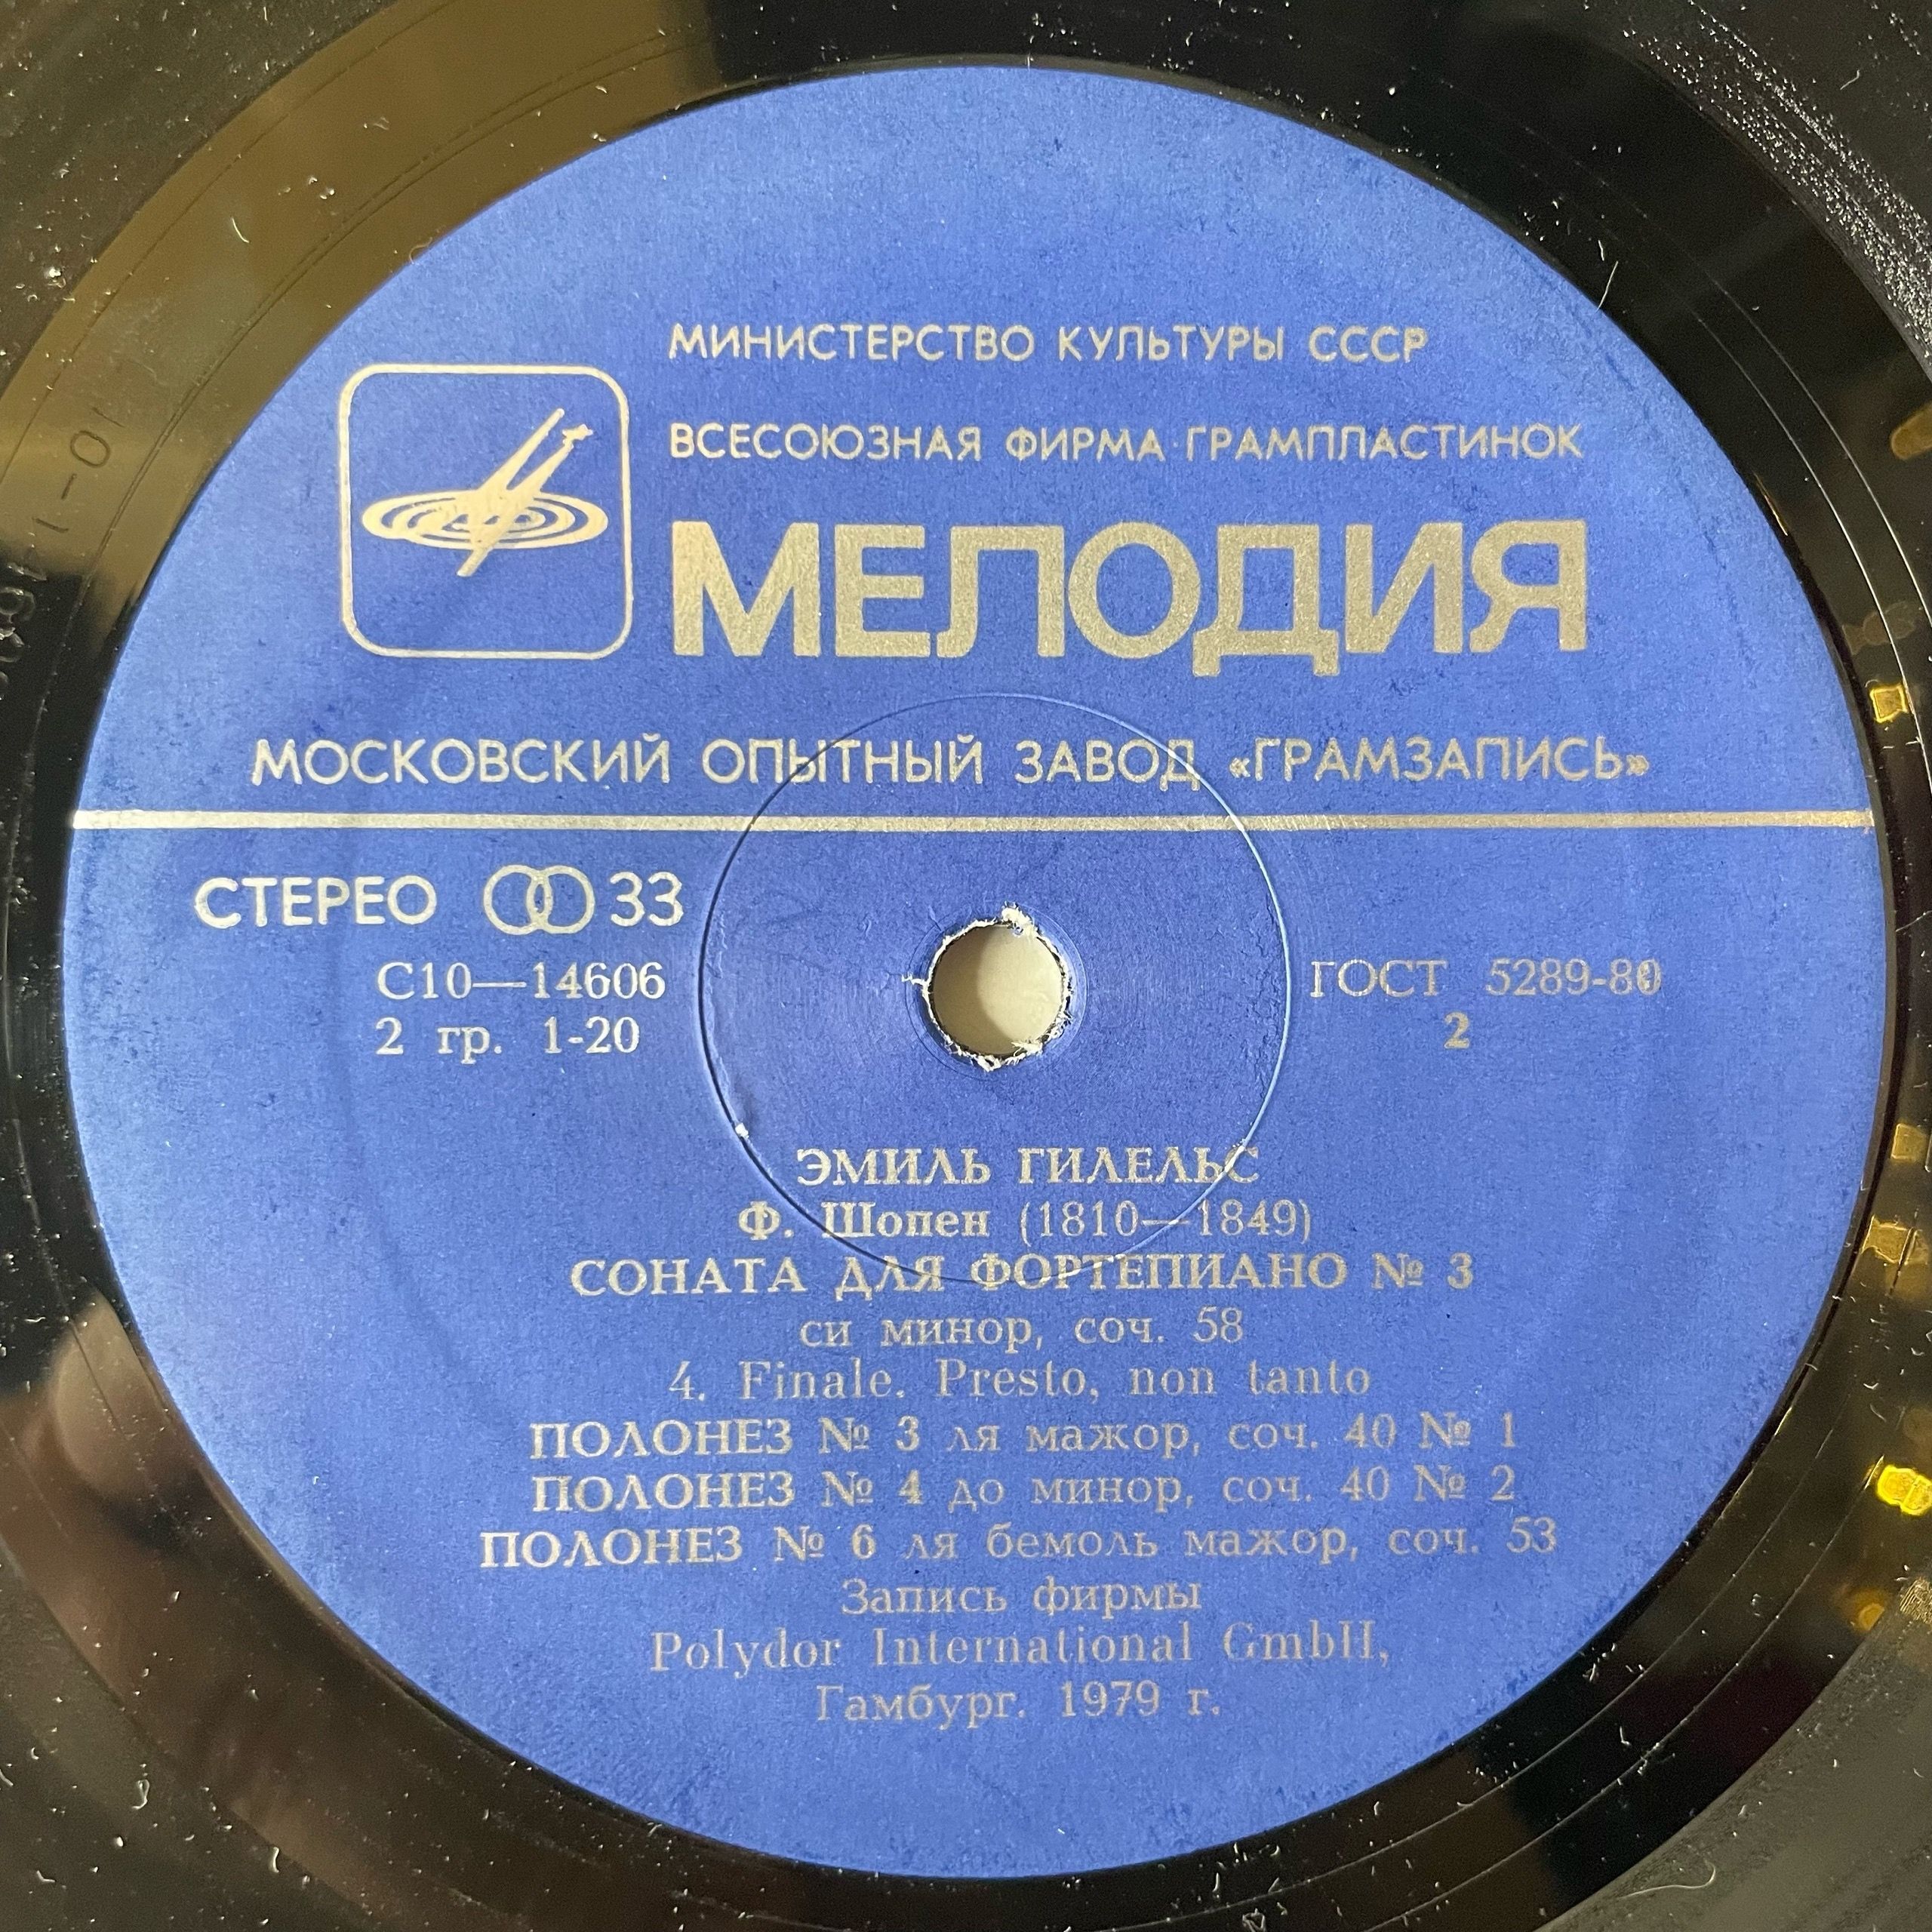 МИНИСТЕРСТВО КУЛЬТУРЫ СССР
ВСЕСОЮЗНАЯ ФИРМА ГРАМПЛАСТИНОК
МЕЛОДИЯ
МОСКОВСКИЙ ОПЫТНЫЙ ЗАВОД «ГРАМЗАПИСЬ»
СТЕРЕО 33
С10—14606
2 гр. 1-20
ГОСТ 5289-80
2
ЭМИЛЬ ГИЛЕЛЬС
Ф. Шопен (1810—1849)
СОНАТА ДЛЯ ФОРТЕПИАНО № 3
си минор, соч. 58
4. Finale. Presto, non tanto
ПОЛОНЕЗ № 3 ля мажор, соч. 40 № 1
ПОЛОНЕЗ № 4 до минор, соч. 40 № 2
ПОЛОНЕЗ № 6 ля бемоль мажор, соч. 53
Запись фирмы
Polydor International GmbH,
Гамбург. 1979 г.